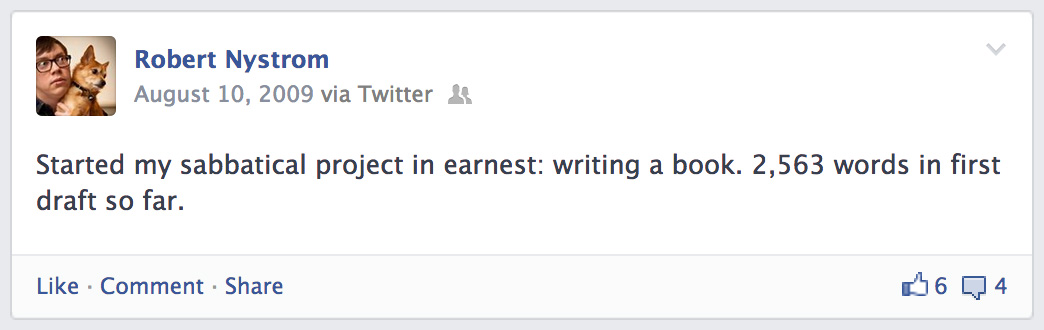 Robert Nystrom
August 10, 2009 via Twitter
Started my sabbatical project in earnest: writing a book. 2,563 words in first
draft so far.
Like · Comment · Share 6 4